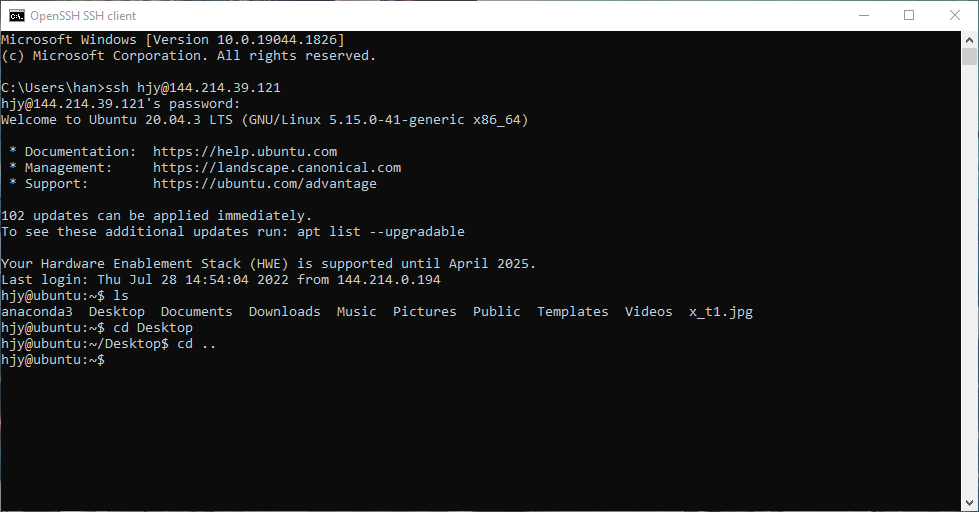 OpenSSH SSH client
Microsoft Windows [Version 10.0.19044.1826]
(c) Microsoft Corporation. All rights reserved.
C:\Users\han>ssh hjy@144.214.39.121
hjy@144.214.39.121's password:
Welcome to Ubuntu 20.04.3 LTS (GNU/Linux 5.15.0-41-generic x86_64)
* Documentation:  https://help.ubuntu.com
* Management:     https://landscape.canonical.com
* Support:        https://ubuntu.com/advantage
102 updates can be applied immediately.
To see these additional updates run: apt list --upgradable
Your Hardware Enablement Stack (HWE) is supported until April 2025.
Last login: Thu Jul 28 14:54:04 2022 from 144.214.0.194
hjy@ubuntu:~$ ls
anaconda3  Desktop  Documents  Downloads  Music  Pictures  Public  Templates  Videos  x_t1.jpg
hjy@ubuntu:~$ cd Desktop
hjy@ubuntu:~/Desktop$ cd ..
hjy@ubuntu:~$